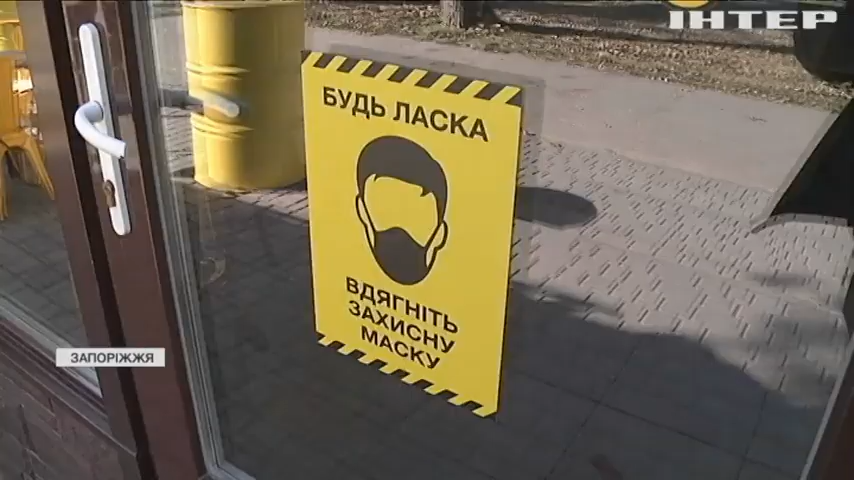 ІНТЕР
БУДЬ ЛАСКА
ВДЯГНІТЬ
ЗАХИСНУ
МАСКУ
ЗАПОРІЖЖЯ